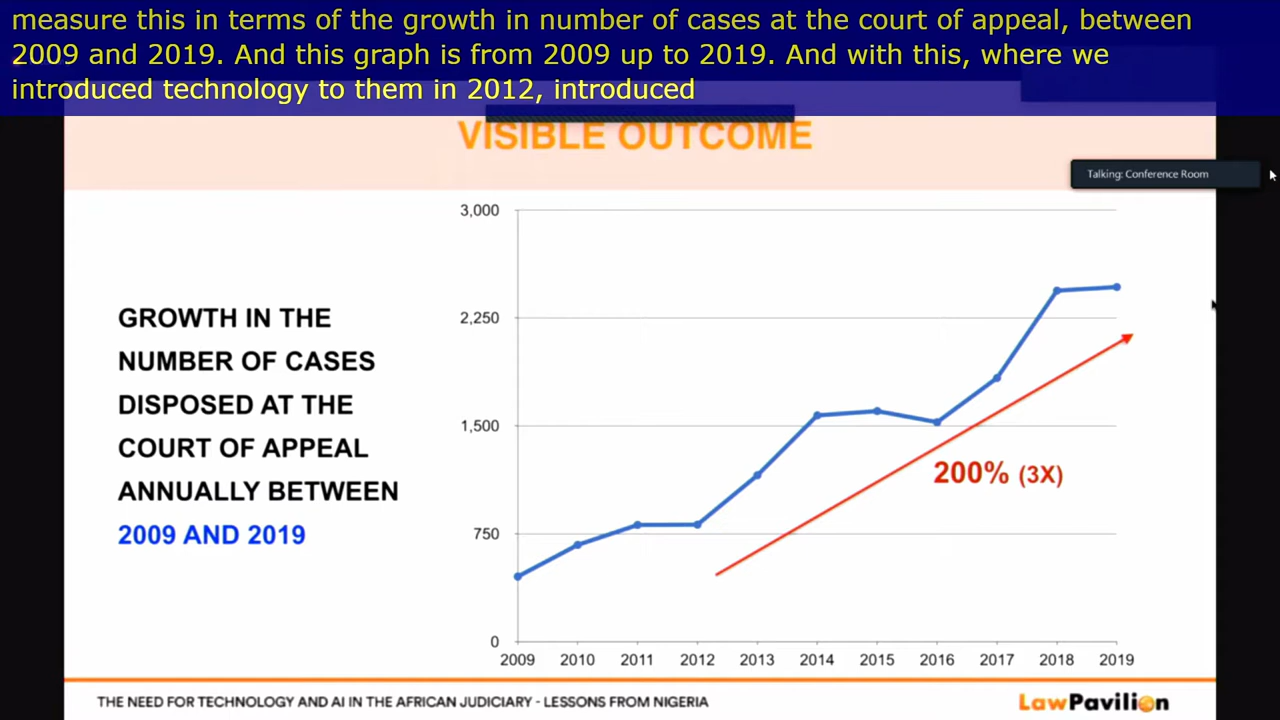 measure this in terms of the growth in number of cases at the court of appeal, between
2009 and 2019. And this graph is from 2009 up to 2019. And with this, where we
introduced technology to them in 2012, introduced
VISIBLE OUTCOME
Talking: Conference Room
GROWTH IN THE
NUMBER OF CASES
DISPOSED AT THE
COURT OF APPEAL
ANNUALLY BETWEEN
2009 AND 2019
3,000
2,250
1,500
750
0
200% (3X)
2009 2010 2011 2012 2013 2014 2015 2016 2017 2018 2019
THE NEED FOR TECHNOLOGY AND AI IN THE AFRICAN JUDICIARY - LESSONS FROM NIGERIA
LawPavilion